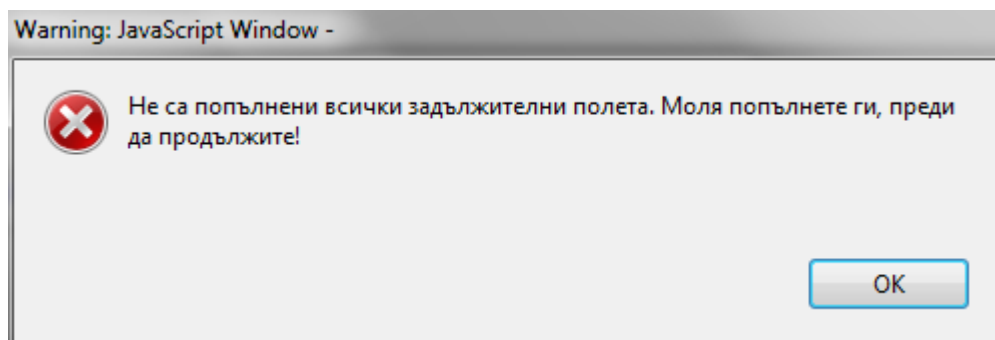 Warning: JavaScript Window -
Не са попълнени всички задължителни полета. Моля попълнете ги, преди
да продължите!
OK